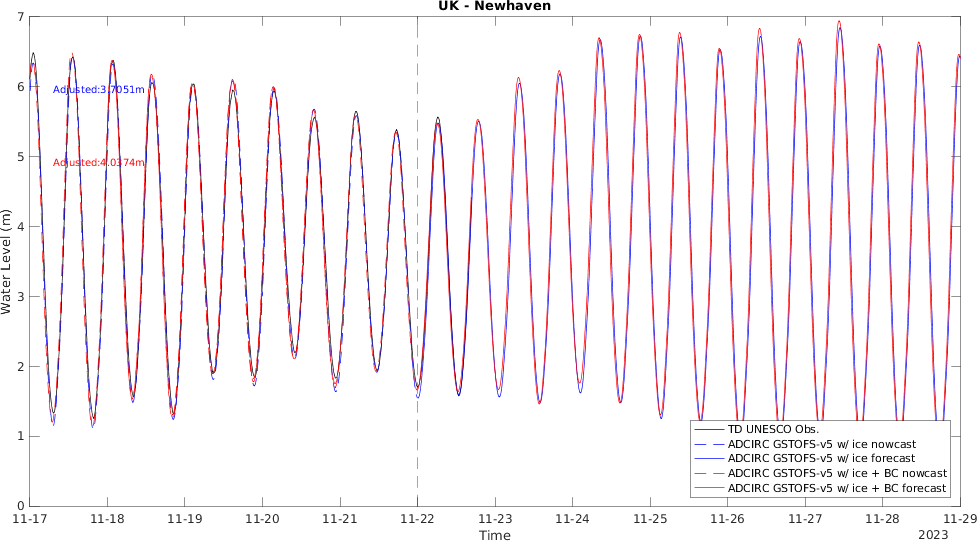 UK - Newhaven
7
6
5
4
3
2
1
0
Water Level (m)
Adjusted:3.7051m
Adjusted:4.0374m
TD UNESCO Obs.
ADCIRC GSTOFS-v5 w/ ice nowcast
ADCIRC GSTOFS-v5 w/ ice forecast
ADCIRC GSTOFS-v5 w/ ice + BC nowcast
ADCIRC GSTOFS-v5 w/ ice + BC forecast
11-17 11-18 11-19 11-20 11-21 11-22 11-23 11-24 11-25 11-26 11-27 11-28 11-29
Time
2023